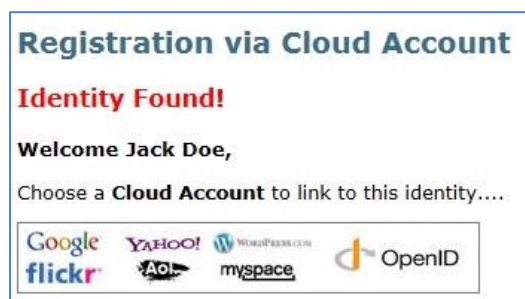 Registration via Cloud Account
Identity Found!
Welcome Jack Doe,
Choose a Cloud Account to link to this identity....
Google YAHOO! WORDPRESS.COM OpenID
flickr AOL myspace